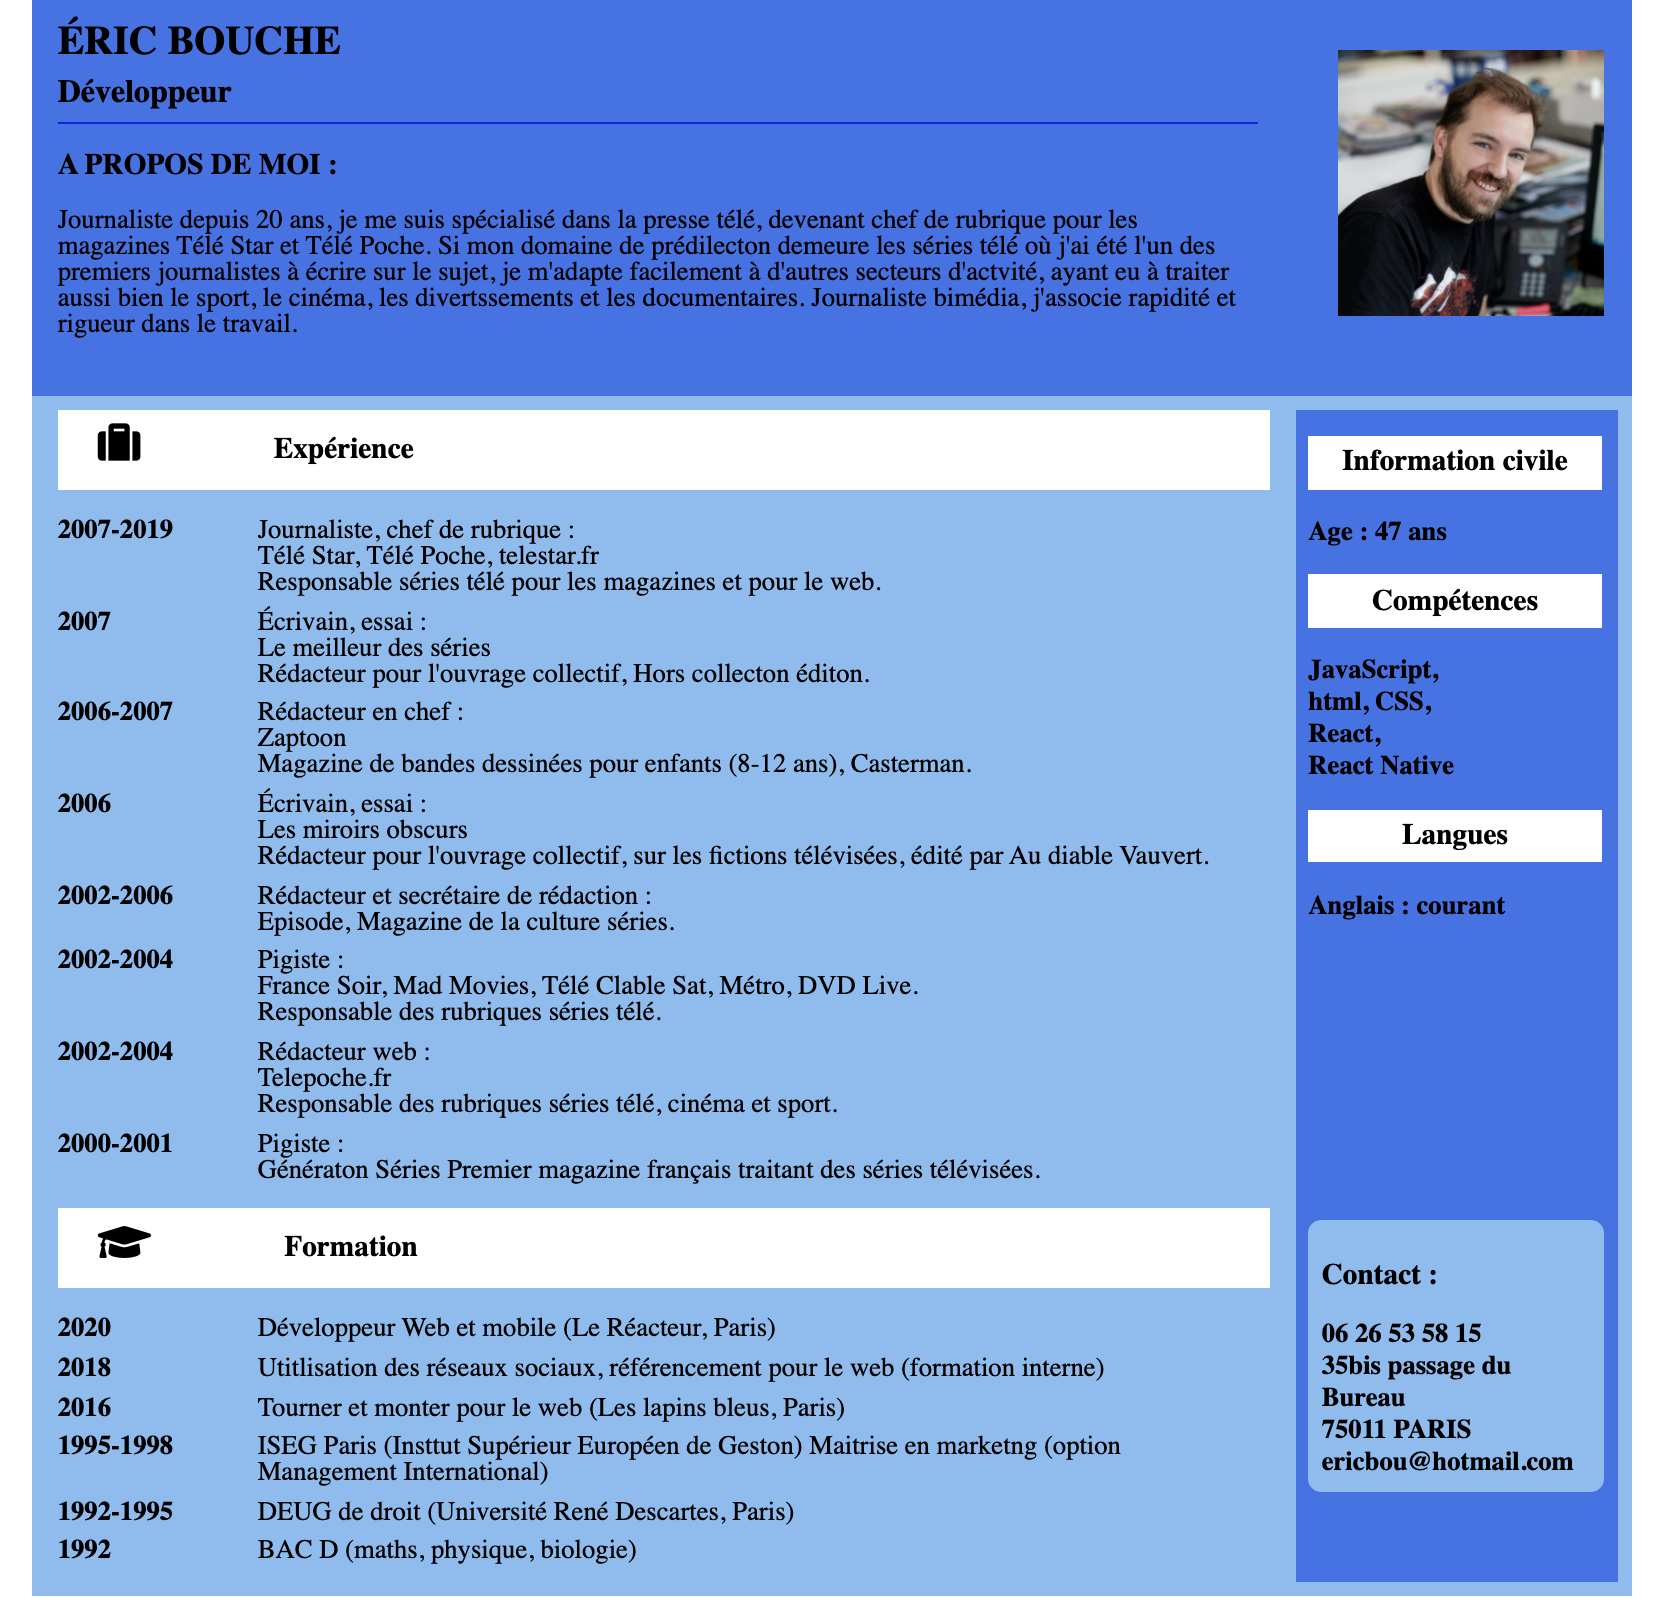 ÉRIC BOUCHE
Développeur
A PROPOS DE MOI :
Journaliste depuis 20 ans, je me suis spécialisé dans la presse télé, devenant chef de rubrique pour les
magazines Télé Star et Télé Poche. Si mon domaine de prédilecton demeure les séries télé où j'ai été l'un des
premiers journalistes à écrire sur le sujet, je m'adapte facilement à d'autres secteurs d'actvité, ayant eu à traiter
aussi bien le sport, le cinéma, les divertssements et les documentaires. Journaliste bimédia, j'associe rapidité et
rigueur dans le travail.
Expérience
2007-2019 Journaliste, chef de rubrique :
Télé Star, Télé Poche, telestar.fr
Responsable séries télé pour les magazines et pour le web.
2007 Écrivain, essai :
Le meilleur des séries
Rédacteur pour l'ouvrage collectif, Hors collecton éditon.
2006-2007 Rédacteur en chef :
Zaptoon
Magazine de bandes dessinées pour enfants (8-12 ans), Casterman.
2006 Écrivain, essai :
Les miroirs obscurs
Rédacteur pour l'ouvrage collectif, sur les fictions télévisées, édité par Au diable Vauvert.
2002-2006 Rédacteur et secrétaire de rédaction :
Episode, Magazine de la culture séries.
2002-2004 Pigiste :
France Soir, Mad Movies, Télé Clable Sat, Métro, DVD Live.
Responsable des rubriques séries télé.
2002-2004 Rédacteur web :
Telepoche.fr
Responsable des rubriques séries télé, cinéma et sport.
2000-2001 Pigiste :
Génératon Séries Premier magazine français traitant des séries télévisées.
Formation
2020 Développeur Web et mobile (Le Réacteur, Paris)
2018 Utitlisation des réseaux sociaux, référencement pour le web (formation interne)
2016 Tourner et monter pour le web (Les lapins bleus, Paris)
1995-1998 ISEG Paris (Insttut Supérieur Européen de Geston) Maitrise en marketng (option
Management International)
1992-1995 DEUG de droit (Université René Descartes, Paris)
1992 BAC D (maths, physique, biologie)
Information civile
Age : 47 ans
Compétences
JavaScript,
html, CSS,
React,
React Native
Langues
Anglais : courant
Contact :
06 26 53 58 15
35bis passage du
Bureau
75011 PARIS
ericbou@hotmail.com